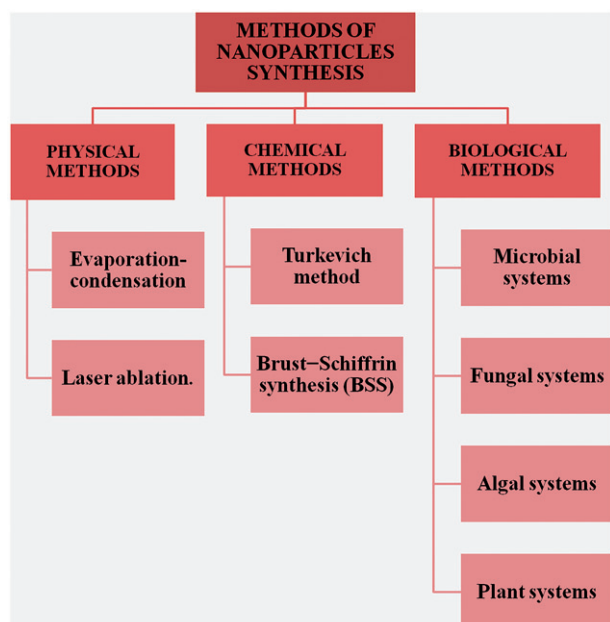 METHODS OF
NANOPARTICLES
SYNTHESIS
PHYSICAL
METHODS
CHEMICAL
METHODS
BIOLOGICAL
METHODS
Evaporation-
condensation
Laser ablation.
Turkevich
method
Brust–Schiffrin
synthesis (BSS)
Microbial
systems
Fungal systems
Algal systems
Plant systems